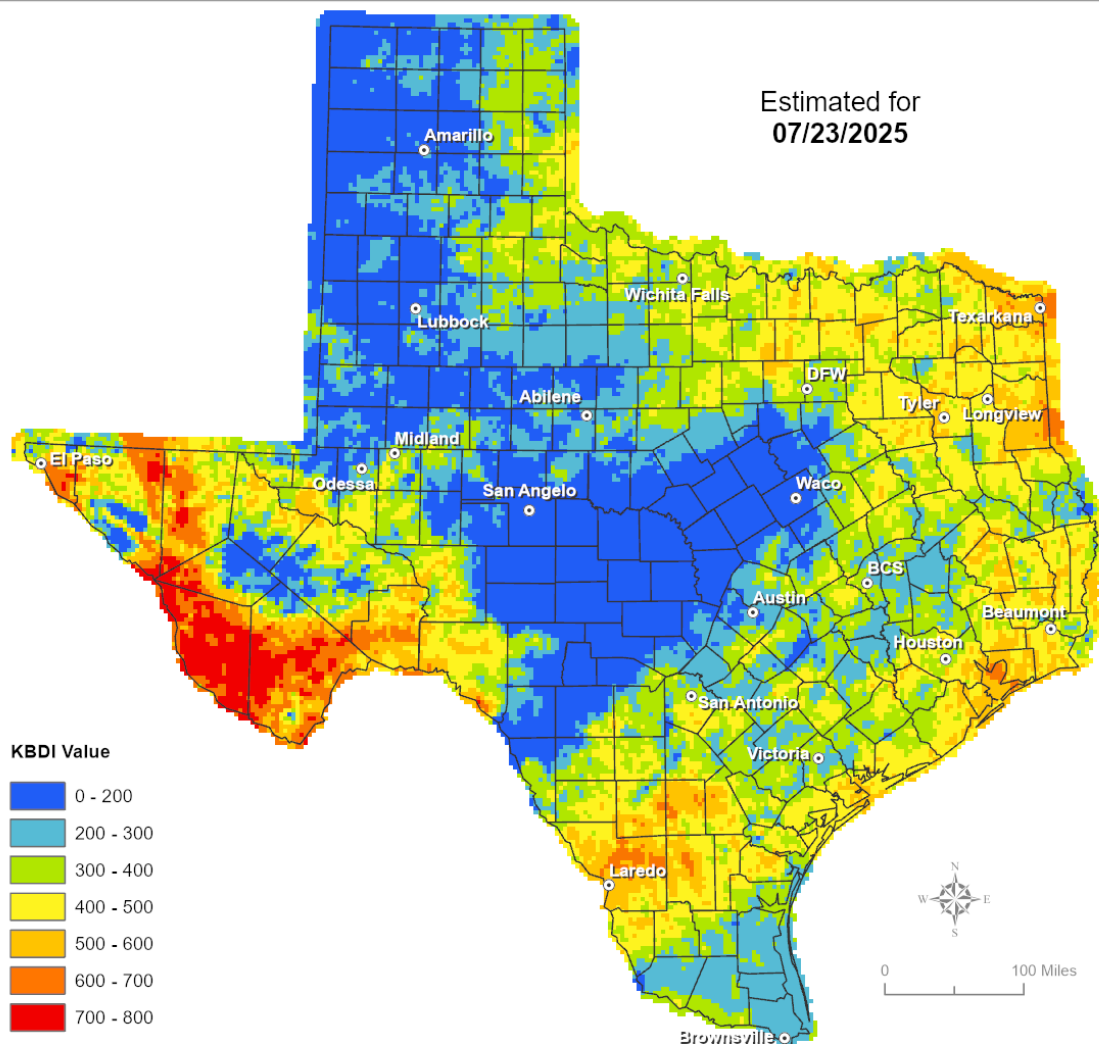 Estimated for
07/23/2025
Amarillo
Wichita Falls
Lubbock
Texarkana
DFW
Abilene
Tyler
Longview
Midland
El Paso
Odessa
San Angelo
Waco
BCS
Austin
Beaumont
Houston
San Antonio
Victoria
Laredo
Brownsville
KBDI Value
0 - 200
200 - 300
300 - 400
400 - 500
500 - 600
600 - 700
700 - 800
N
W
E
S
0
100 Miles